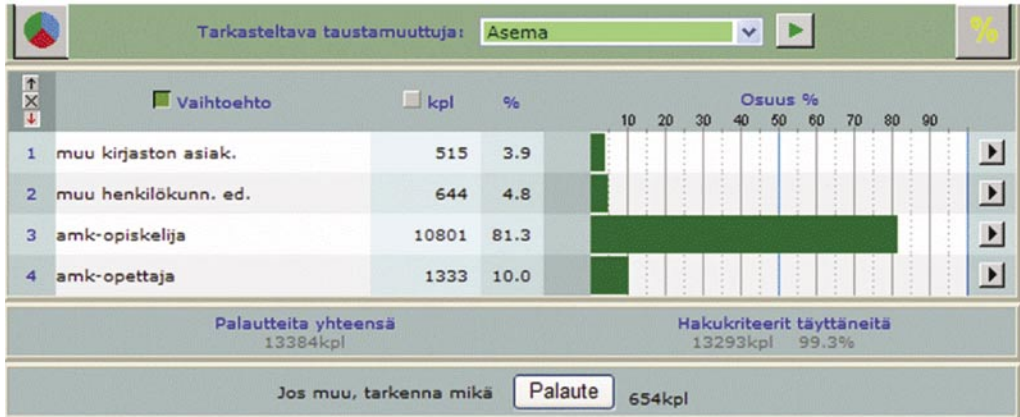 Tarkasteltava taustamuuttuja: Asema %
Vaihtoehto kpl % Osuus %
10 20 30 40 50 60 70 80 90
1 muu kirjaston asiak. 515 3.9
2 muu henkilökunn. ed. 644 4.8
3 amk-opiskelija 10801 81.3
4 amk-opettaja 1333 10.0
Palautteita yhteensä Hakukriteerit täyttäneitä
13384kpl 13293kpl 99.3%
Jos muu, tarkenna mikä Palaute 654kpl